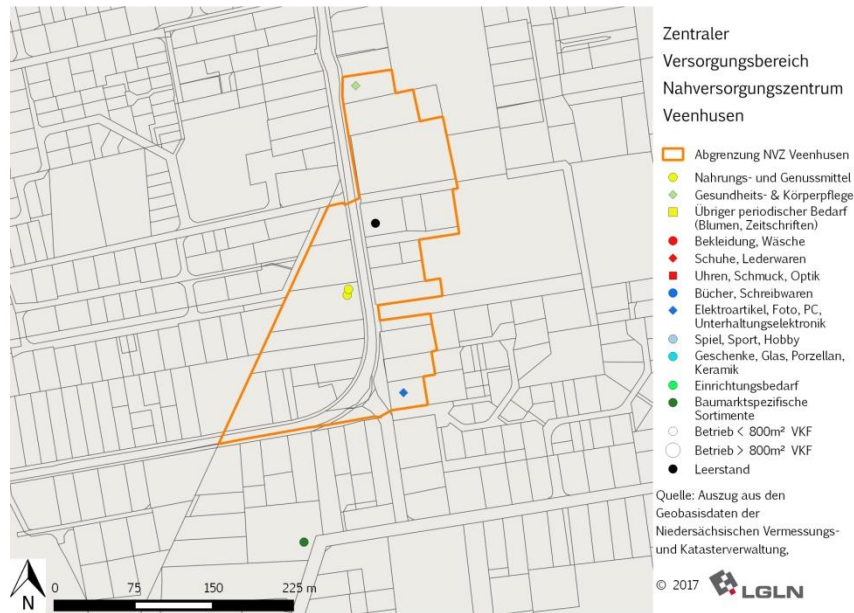 Zentraler
Versorgungsbereich
Nahversorgungszentrum
Veenhusen
Abgrenzung NVZ Veenhusen
Nahrungs- und Genussmittel
Gesundheits- & Körperpflege
Übriger periodischer Bedarf
(Blumen, Zeitschriften)
Bekleidung, Wäsche
Schuhe, Lederwaren
Uhren, Schmuck, Optik
Bücher, Schreibwaren
Elektroartikel, Foto, PC,
Unterhaltungselektronik
Spiel, Sport, Hobby
Geschenke, Glas, Porzellan,
Keramik
Einrichtungsbedarf
Baumarktspezifische
Sortimente
Betrieb < 800m² VKF
Betrieb > 800m² VKF
Leerstand
Quelle: Auszug aus den
Geobasisdaten der
Niedersächsischen Vermessungs-
und Katasterverwaltung,
© 2017 LGLN
N
0 75 150 225 m